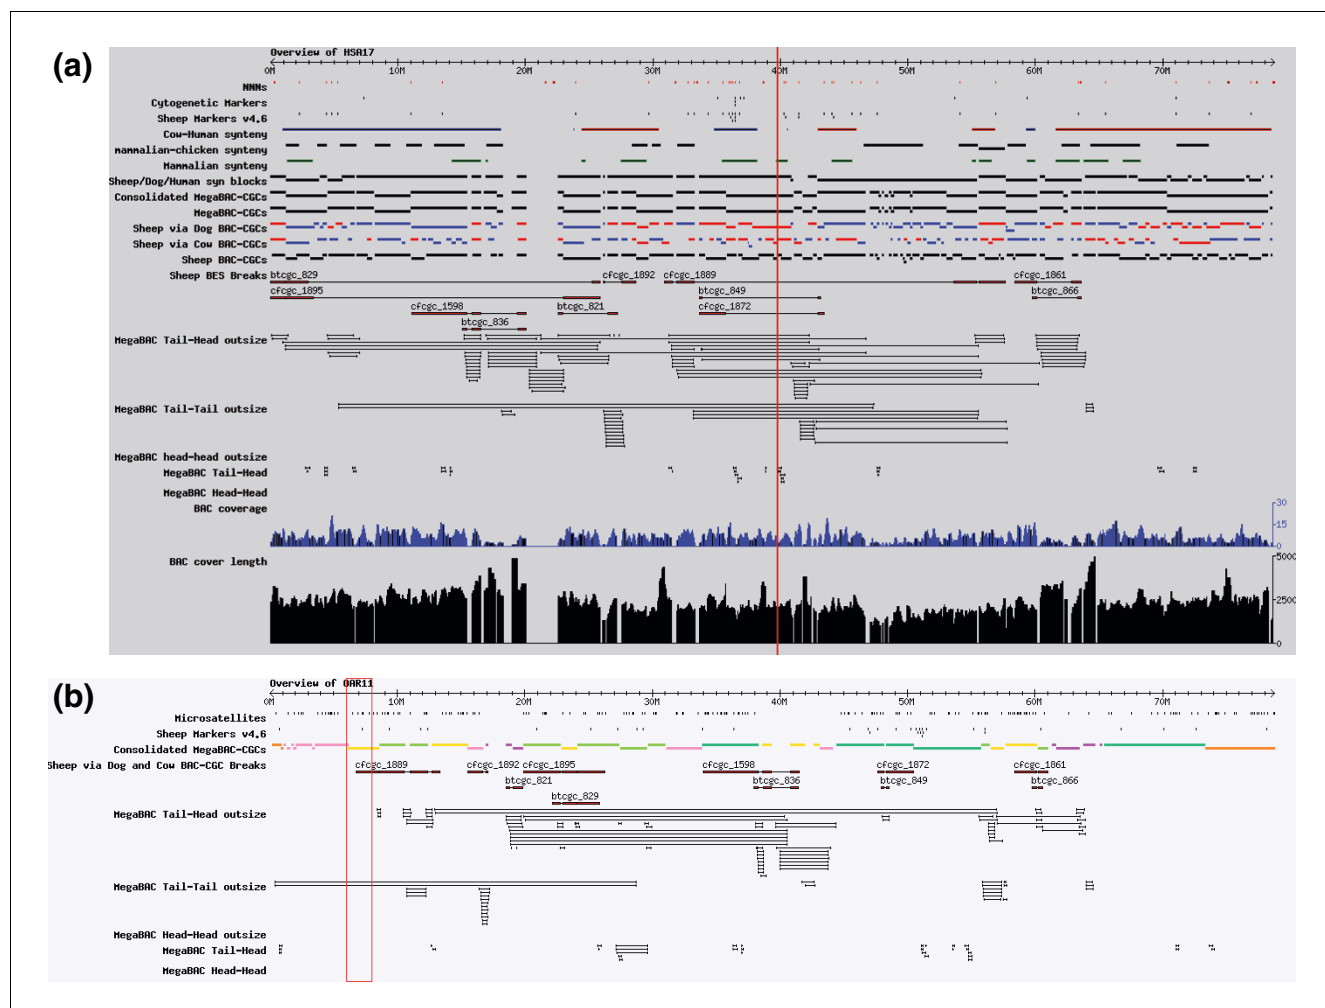 (a)
Overview of HSA17
0M 10M 20M 30M 40M 50M 60M 70M
NNNs
Cytogenetic Markers
Sheep Markers v4.6
Cow-Human synteny
mammalian-chicken synteny
Mammalian synteny
Sheep/Dog/Human syn blocks
Consolidated MegaBAC-CGCs
MegaBAC-CGCs
Sheep via Dog BAC-CGCs
Sheep via Cow BAC-CGCs
Sheep BAC-CGCs
Sheep BES Breaks
btcgc_829 cfcgc_1892 cfcgc_1889 cfcgc_1861
cfcgc_1895 btcgc_849 btcgc_866
cfcgc_1598 btcgc_821 cfcgc_1872
btcgc_836
MegaBAC Tail-Head outsize
MegaBAC Tail-Tail outsize
MegaBAC head-head outsize
MegaBAC Tail-Head
MegaBAC Head-Head
BAC coverage
30
15
0
BAC cover length
5000
2500
0
(b)
Overview of OAR11
0M 10M 20M 30M 40M 50M 60M 70M
Microsatellites
Sheep Markers v4.6
Consolidated MegaBAC-CGCs
Sheep via Dog and Cow BAC-CGC Breaks
cfcgc_1889 cfcgc_1892 cfcgc_1895 cfcgc_1598 cfcgc_1872 cfcgc_1861
btcgc_821 btcgc_836 btcgc_849 btcgc_866
btcgc_829
MegaBAC Tail-Head outsize
MegaBAC Tail-Tail outsize
MegaBAC Head-Head outsize
MegaBAC Tail-Head
MegaBAC Head-Head